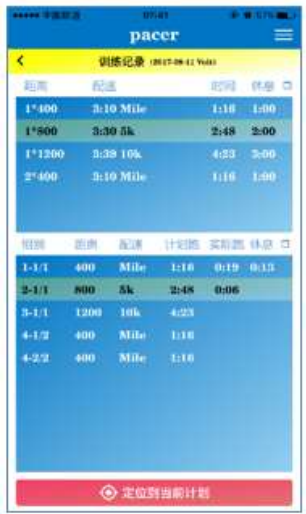 pacer
训练记录 (2017-09-11 Yuki)
距离 配速 时间 休息
1*400 3:10 Mile 1:16 1:00
1*800 3:30 5k 2:48 2:00
1*1200 3:39 10k 4:23 3:00
2*400 3:10 Mile 1:16 1:00
组别 距离 配速 计划跑 实际跑 休息
1-1/1 400 Mile 1:16 0:19 0:13
2-1/1 800 5k 2:48 0:06
3-1/1 1200 10k 4:23
4-1/2 400 Mile 1:16
4-2/2 400 Mile 1:16
定位到当前计划